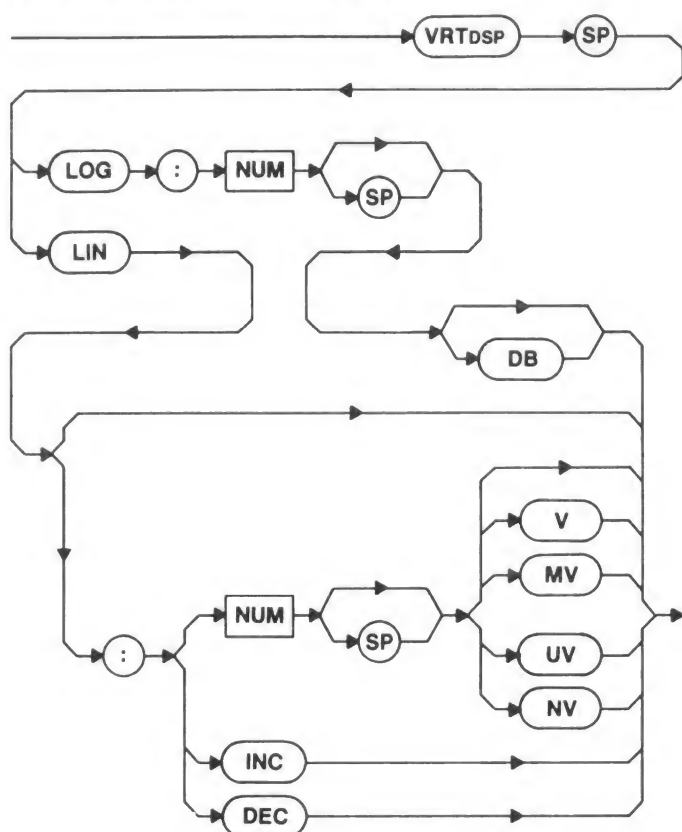 VRTDSP SP
LOG : NUM SP
LIN
DB
V
MV
NUM SP
UV
NV
:
INC
DEC